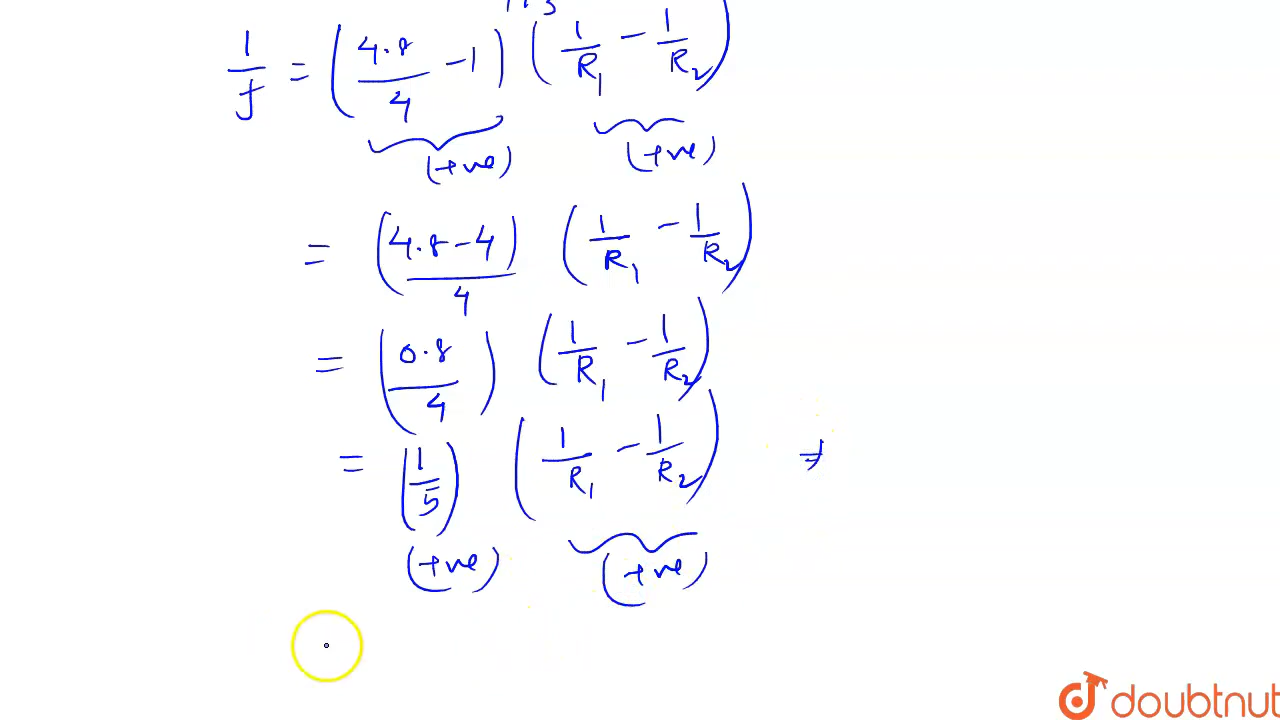 1/f = (4.8/4 - 1) (1/R₁ - 1/R₂)
(+ve) (+ve)
= (4.8-4/4) (1/R₁ - 1/R₂)
= (0.8/4) (1/R₁ - 1/R₂)
= (1/5) (1/R₁ - 1/R₂)
(+ve) (+ve)
doubtnut